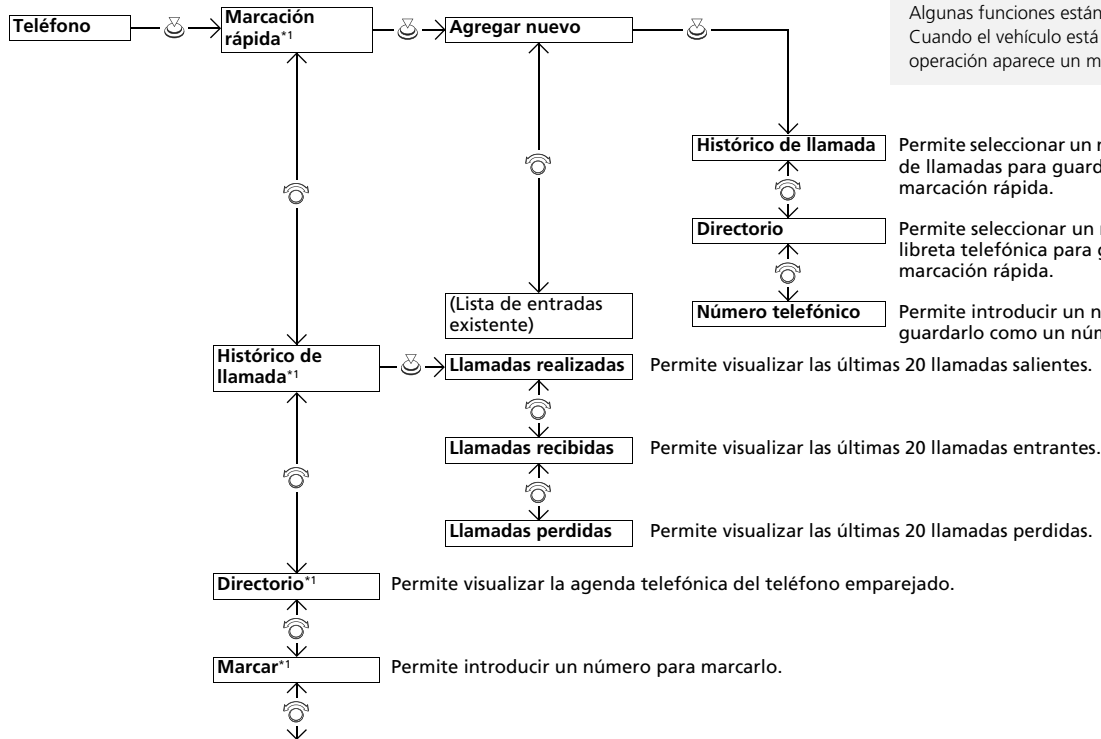 Algunas funciones están
Cuando el vehículo está
operación aparece un m
Teléfono
Marcación
rápida*1
Agregar nuevo
Histórico de llamada
Permite seleccionar un
de llamadas para guard
marcación rápida.
Directorio
Permite seleccionar un
libreta telefónica para
marcación rápida.
(Lista de entradas
existente)
Número telefónico
Permite introducir un
guardarlo como un núm
Histórico de
llamada*1
Llamadas realizadas
Permite visualizar las últimas 20 llamadas salientes.
Llamadas recibidas
Permite visualizar las últimas 20 llamadas entrantes.
Llamadas perdidas
Permite visualizar las últimas 20 llamadas perdidas.
Directorio*1
Permite visualizar la agenda telefónica del teléfono emparejado.
Marcar*1
Permite introducir un número para marcarlo.